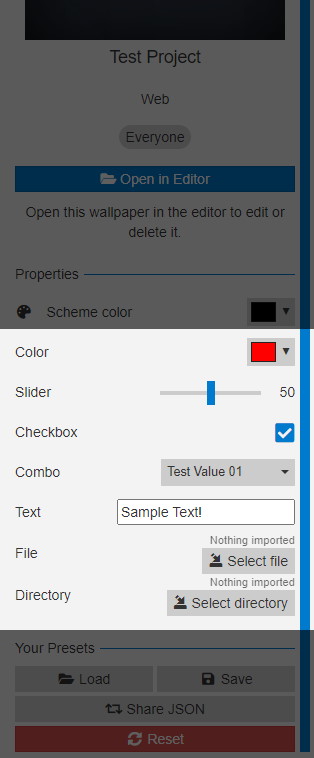 Test Project
Web
Everyone
Open in Editor
Open this wallpaper in the editor to edit or
delete it.
Properties
Scheme color
Color
Slider 50
Checkbox
Combo Test Value 01
Text Sample Text!
Nothing imported
File Select file
Nothing imported
Directory Select directory
Your Presets
Load Save
Share JSON
Reset